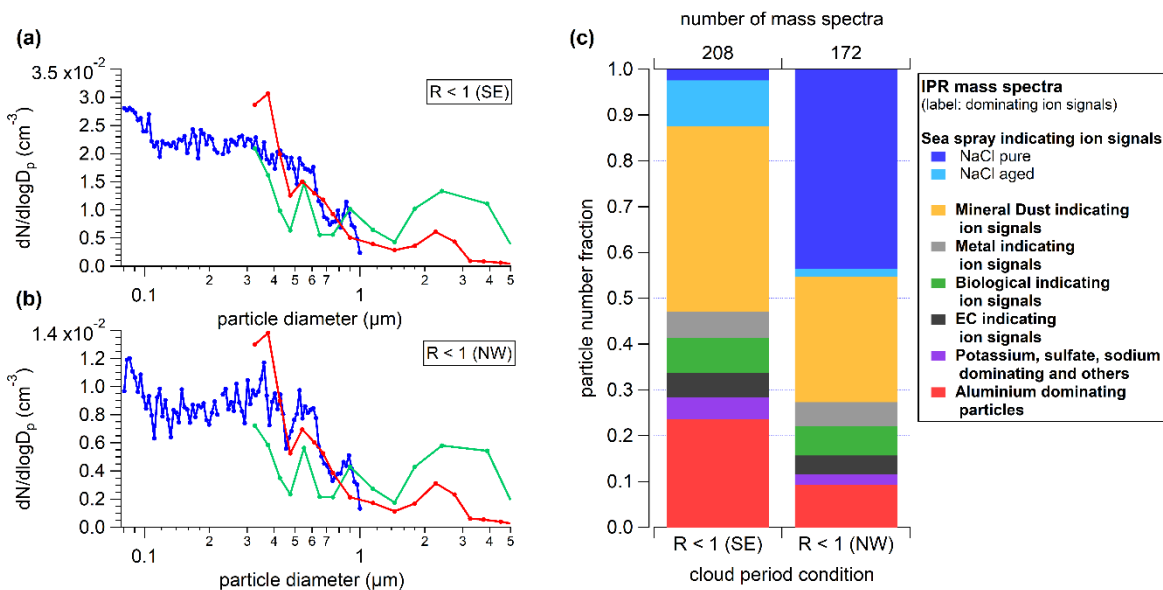 (a)
3.5 x10⁻²
3.0
2.5
2.0
1.5
1.0
0.5
0.0
dN/dlogDₚ (cm⁻³)
R < 1 (SE)
0.1
2
3
4
5
6
7
1
2
3
4
5
particle diameter (µm)
(b)
1.4 x10⁻²
1.2
1.0
0.8
0.6
0.4
0.2
0.0
dN/dlogDₚ (cm⁻³)
R < 1 (NW)
0.1
2
3
4
5
6
7
1
2
3
4
5
particle diameter (µm)
(c)
number of mass spectra
208
172
1.0
0.9
0.8
0.7
0.6
0.5
0.4
0.3
0.2
0.1
0.0
particle number fraction
R < 1 (SE)
R < 1 (NW)
cloud period condition
IPR mass spectra
(label: dominating ion signals)
Sea spray indicating ion signals
NaCl pure
NaCl aged
Mineral Dust indicating
ion signals
Metal indicating
ion signals
Biological indicating
ion signals
EC indicating
ion signals
Potassium, sulfate, sodium
dominating and others
Aluminium dominating
particles